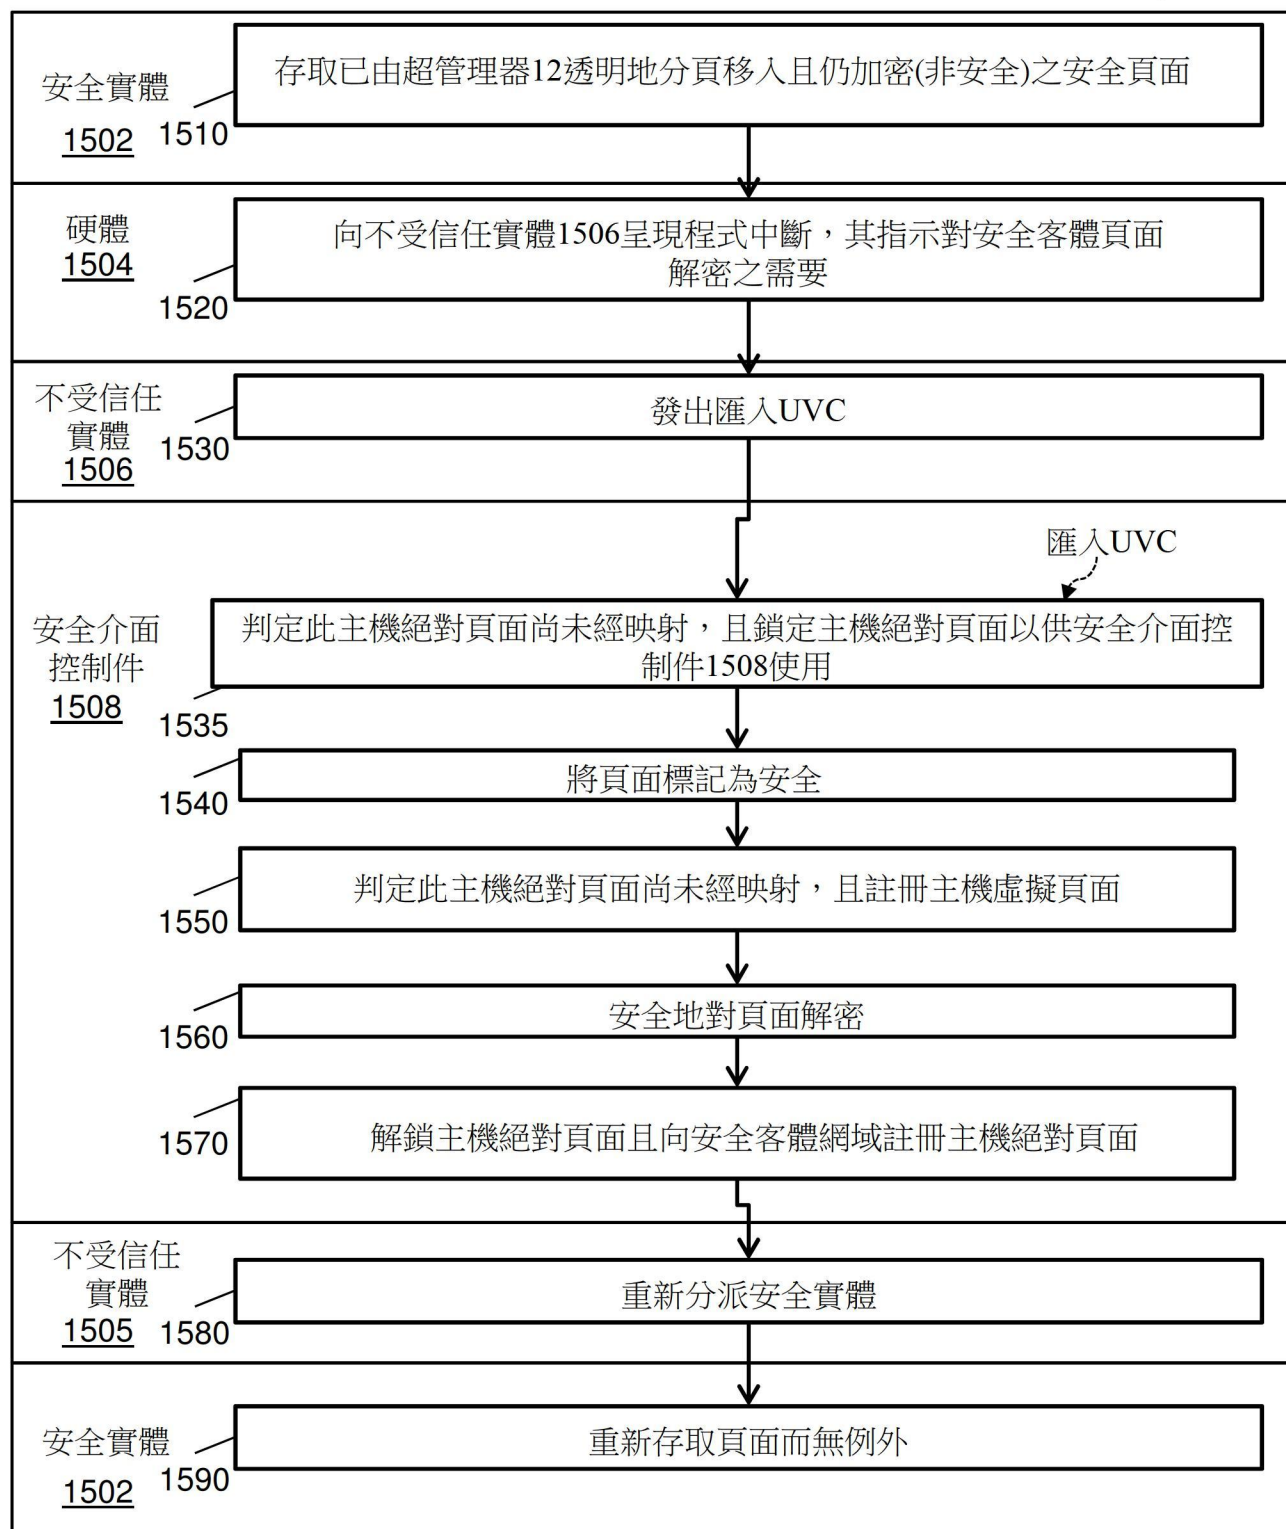 安全實體
1502
存取已由超管理器12透明地分頁移入且仍加密(非安全)之安全頁面
1510
硬體
1504
向不受信任實體1506呈現程式中斷，其指示對安全客體頁面
解密之需要
1520
不受信任
實體
1506
發出匯入UVC
1530
匯入UVC
安全介面
控制件
1508
判定此主機絕對頁面尚未經映射，且鎖定主機絕對頁面以供安全介面控
制件1508使用
1535
將頁面標記為安全
1540
判定此主機絕對頁面尚未經映射，且註冊主機虛擬頁面
1550
安全地對頁面解密
1560
解鎖主機絕對頁面且向安全客體網域註冊主機絕對頁面
1570
不受信任
實體
1505
重新分派安全實體
1580
安全實體
1502
重新存取頁面而無例外
1590